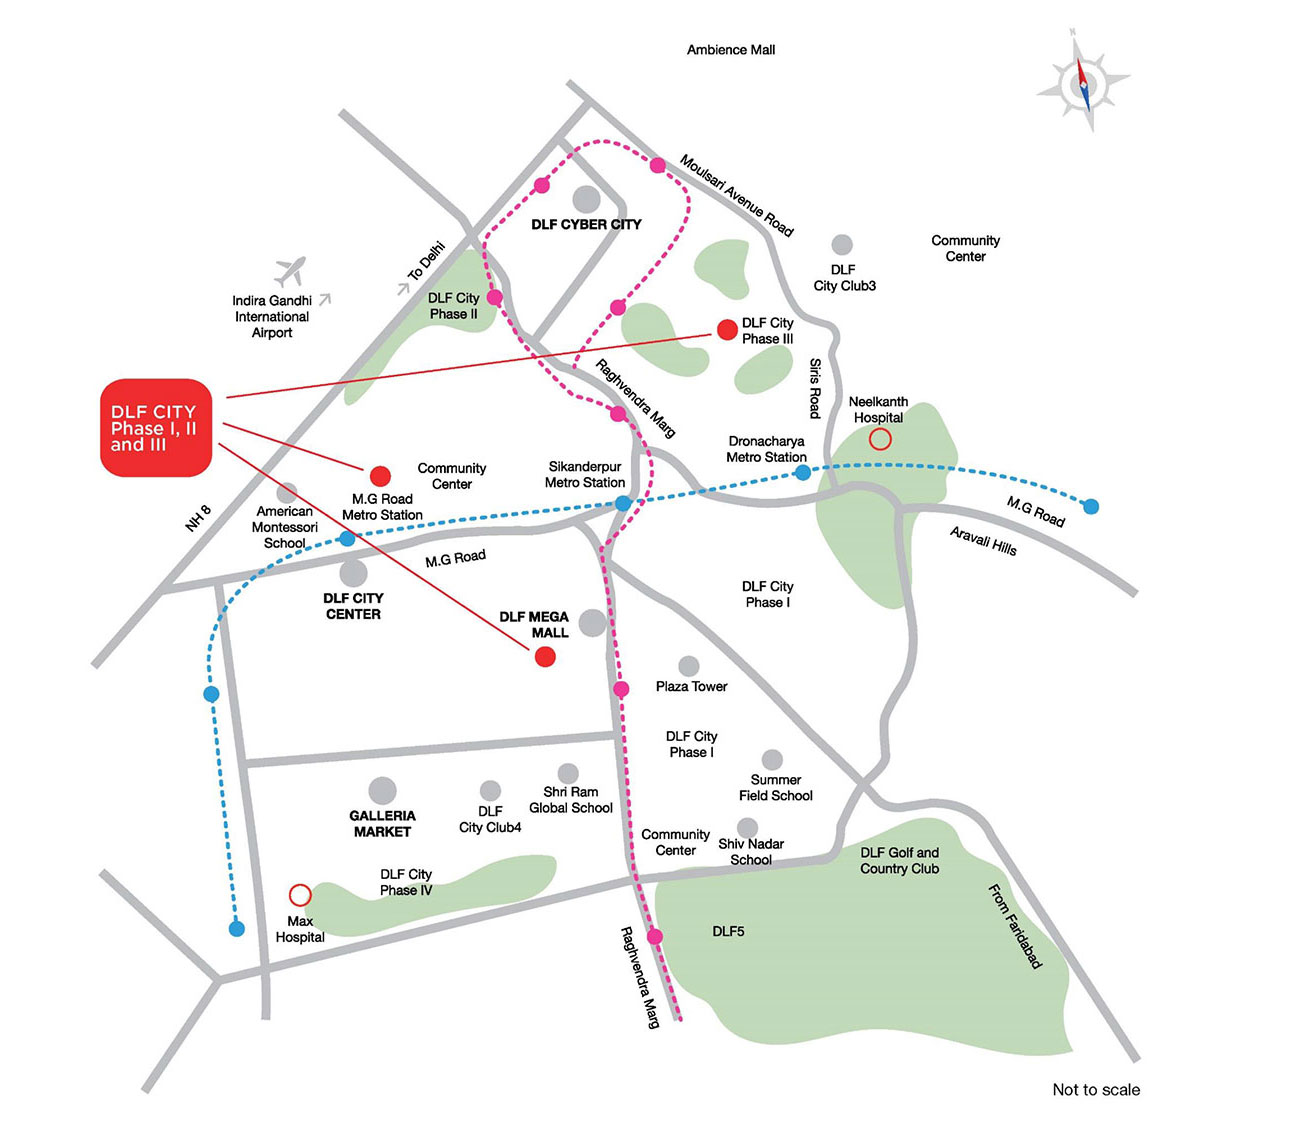 N
Ambience Mall
Moulsari Avenue Road
DLF CYBER CITY
Community
Center
DLF
City Club3
To Delhi
Indira Gandhi
International
Airport
DLF City
Phase II
DLF City
Phase III
Siris Road
Raghvendra Marg
DLF CITY
Phase I, II
and III
Neelkanth
Hospital
Dronacharya
Metro Station
Sikanderpur
Metro Station
Community
Center
M.G Road
Metro Station
American
Montessori
School
NH 8
M.G Road
Aravali Hills
M.G Road
DLF CITY
CENTER
DLF MEGA
MALL
DLF City
Phase I
Plaza Tower
DLF City
Phase I
Summer
Field School
Shri Ram
Global School
DLF
City Club4
GALLERIA
MARKET
Community
Center
Shiv Nadar
School
DLF Golf and
Country Club
DLF City
Phase IV
Max
Hospital
From Faridabad
DLF5
Raghvendra Marg
Not to scale